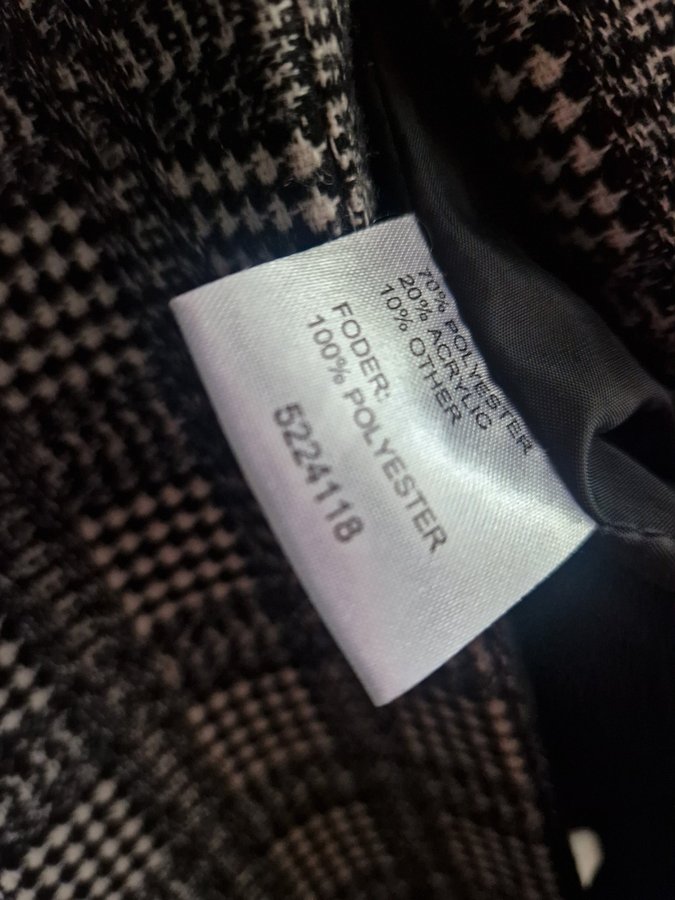 70% POLYESTER
20% ACRYLIC
10% OTHER
FODER:
100% POLYESTER
5224118